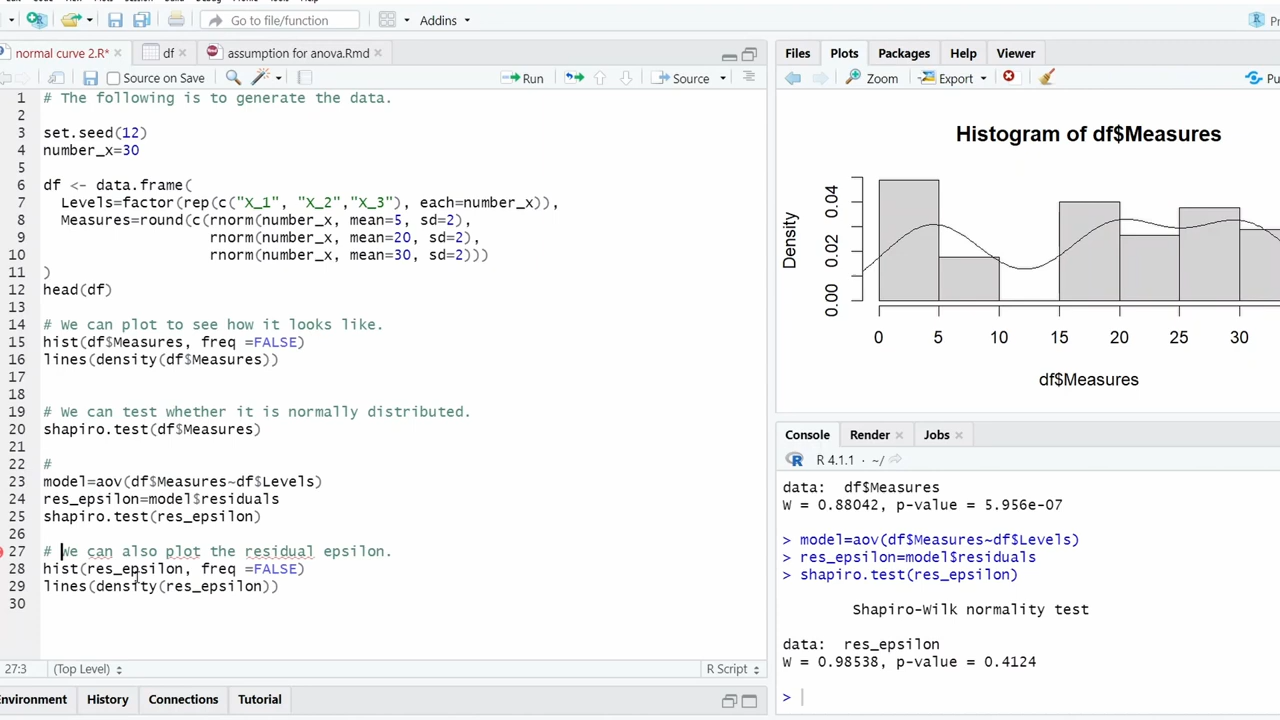 Go to file/function
Addins
normal curve 2.R*
df
assumption for anova.Rmd
Source on Save
Run
Source
1 # The following is to generate the data.
2
3 set.seed(12)
4 number_x=30
5
6 df <- data.frame(
7 Levels=factor(rep(c("X_1", "X_2","X_3"), each=number_x)),
8 Measures=round(c(rnorm(number_x, mean=5, sd=2),
9 rnorm(number_x, mean=20, sd=2),
10 rnorm(number_x, mean=30, sd=2)))
11 )
12 head(df)
13
14 # We can plot to see how it looks like.
15 hist(df$Measures, freq =FALSE)
16 lines(density(df$Measures))
17
18
19 # We can test whether it is normally distributed.
20 shapiro.test(df$Measures)
21
22 #
23 model=aov(df$Measures~df$Levels)
24 res_epsilon=model$residuals
25 shapiro.test(res_epsilon)
26
27 # We can also plot the residual epsilon.
28 hist(res_epsilon, freq =FALSE)
29 lines(density(res_epsilon))
30
27:3
(Top Level)
R Script
Environment
History
Connections
Tutorial
Files
Plots
Packages
Help
Viewer
Zoom
Export
Histogram of df$Measures
Density
0.00
0.02
0.04
0
5
10
15
20
25
30
df$Measures
Console
Render
Jobs
R 4.1.1 · ~/
data: df$Measures
W = 0.88042, p-value = 5.956e-07
> model=aov(df$Measures~df$Levels)
> res_epsilon=model$residuals
> shapiro.test(res_epsilon)
Shapiro-Wilk normality test
data: res_epsilon
W = 0.98538, p-value = 0.4124
>